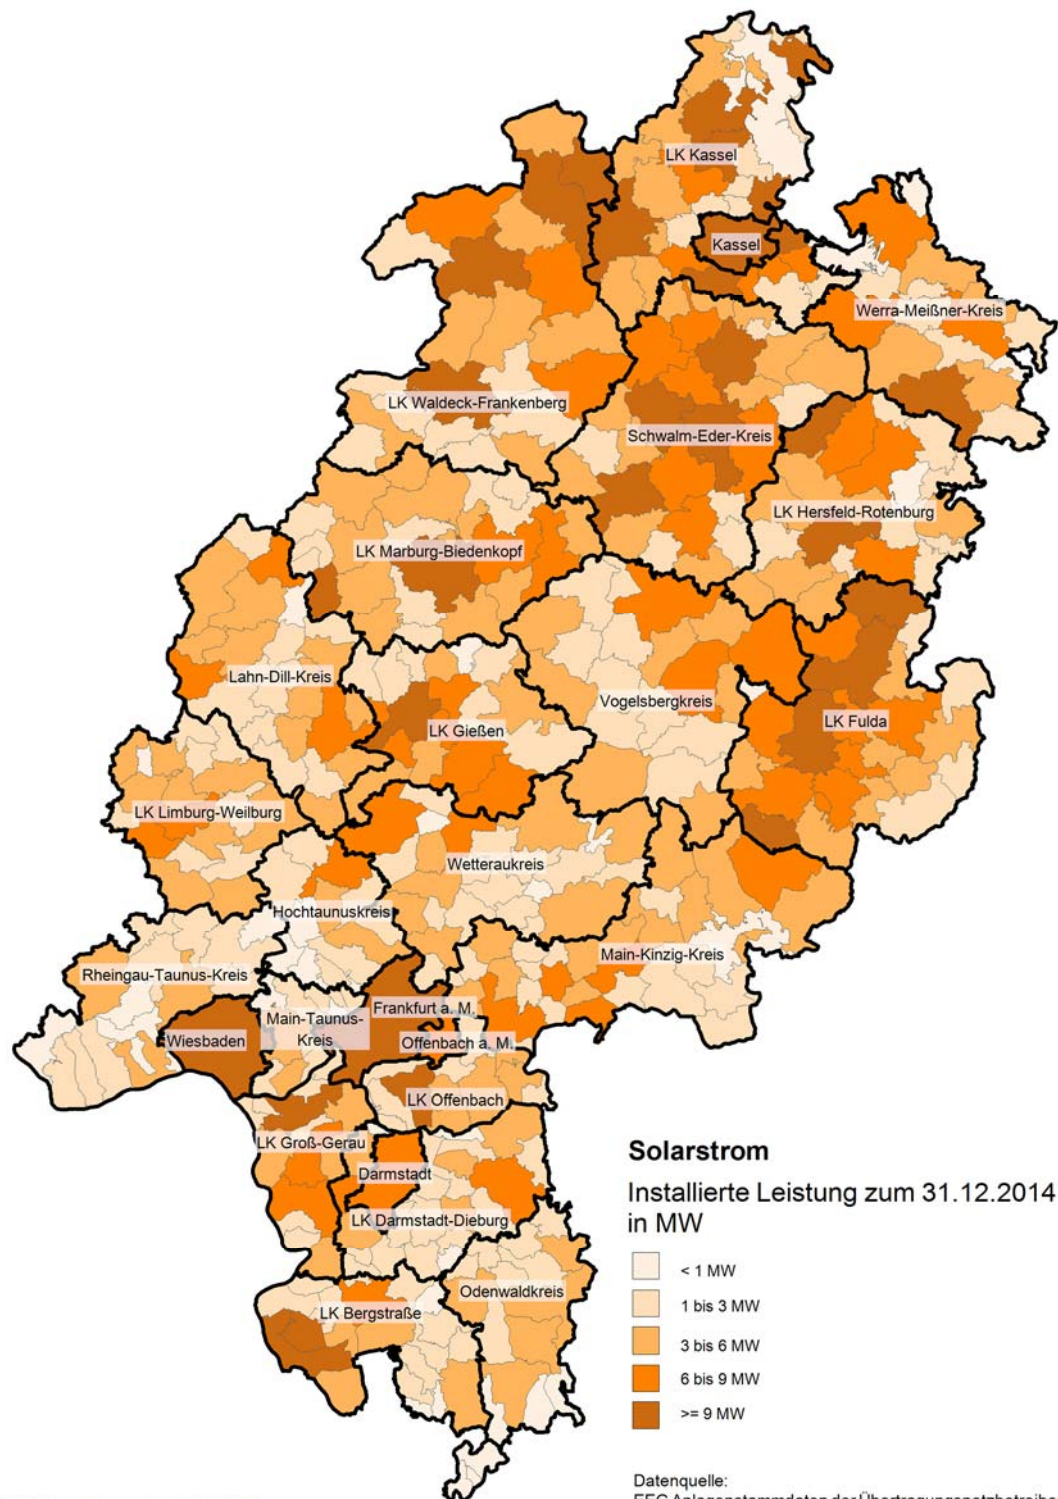 LK Kassel
Kassel
Werra-Meißner-Kreis
LK Waldeck-Frankenberg
Schwalm-Eder-Kreis
LK Hersfeld-Rotenburg
LK Marburg-Biedenkopf
Lahn-Dill-Kreis
Vogelsbergkreis
LK Fulda
LK Gießen
LK Limburg-Weilburg
Wetteraukreis
Hochtaunuskreis
Main-Kinzig-Kreis
Rheingau-Taunus-Kreis
Frankfurt a. M.
Main-Taunus-
Kreis
Wiesbaden
Offenbach a. M.
LK Offenbach
LK Groß-Gerau
Darmstadt
LK Darmstadt-Dieburg
Odenwaldkreis
LK Bergstraße
Solarstrom
Installierte Leistung zum 31.12.2014
in MW
< 1 MW
1 bis 3 MW
3 bis 6 MW
6 bis 9 MW
>= 9 MW
Datenquelle: